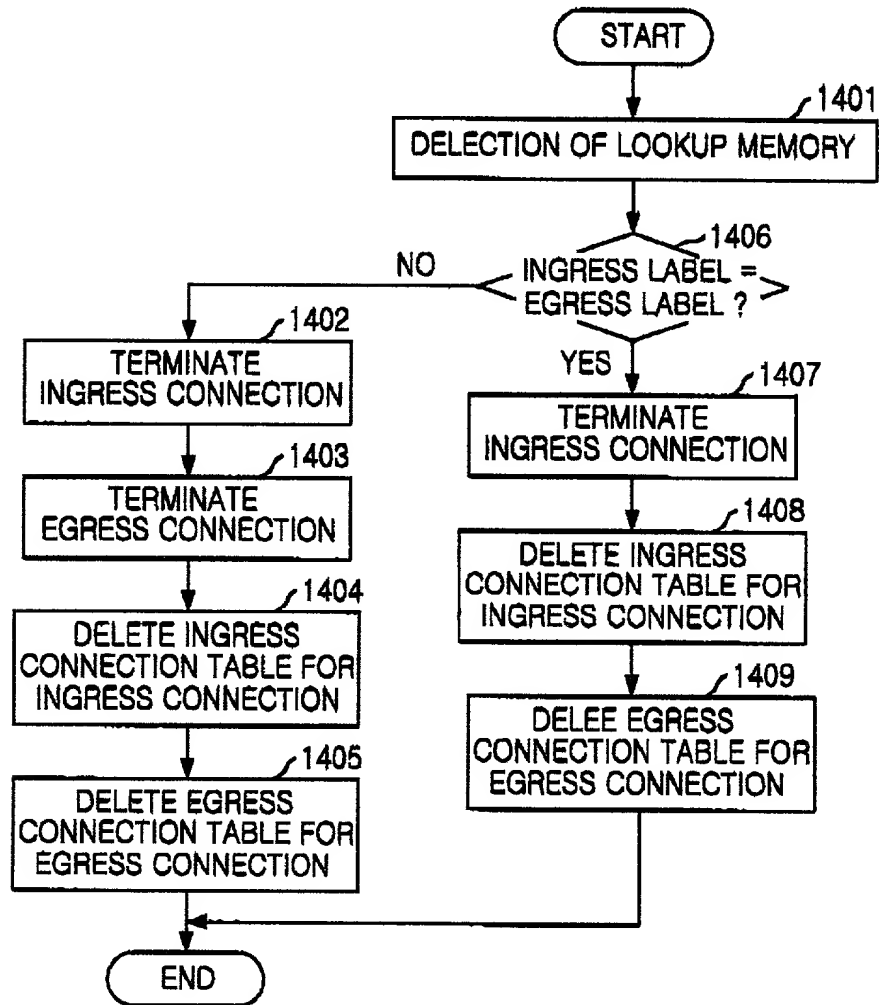 START
1401
DELECTION OF LOOKUP MEMORY
1406
INGRESS LABEL =
EGRESS LABEL ?
NO
YES
1402
TERMINATE
INGRESS CONNECTION
1403
TERMINATE
EGRESS CONNECTION
1404
DELETE INGRESS
CONNECTION TABLE FOR
INGRESS CONNECTION
1405
DELETE EGRESS
CONNECTION TABLE FOR
EGRESS CONNECTION
1407
TERMINATE
INGRESS CONNECTION
1408
DELETE INGRESS
CONNECTION TABLE FOR
INGRESS CONNECTION
1409
DELEE EGRESS
CONNECTION TABLE FOR
EGRESS CONNECTION
END